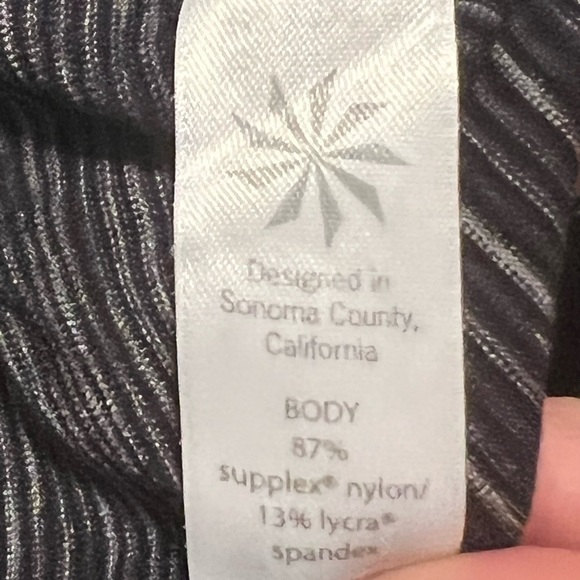 Designed in
Sonoma County,
California
BODY
87%
supplex® nylon/
13% lycra®
spandex